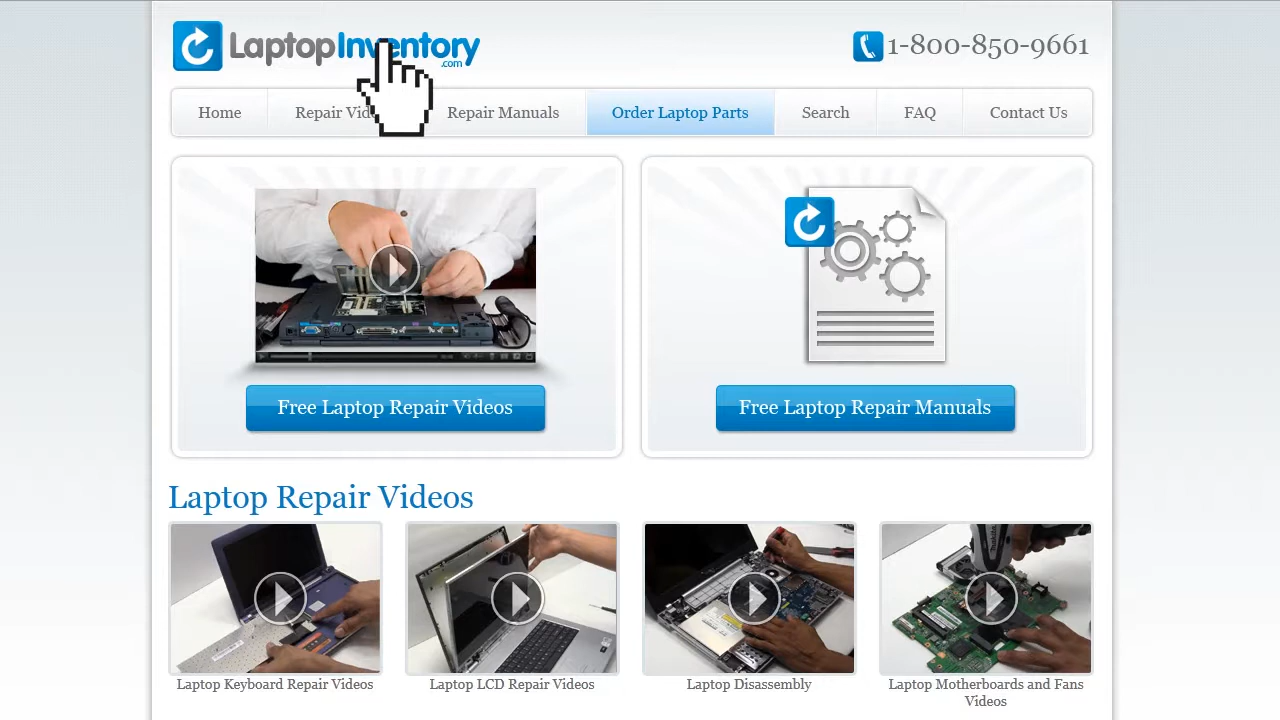 LaptopInventory
.com
1-800-850-9661
Home
Repair Vid
Repair Manuals
Order Laptop Parts
Search
FAQ
Contact Us
Free Laptop Repair Videos
Free Laptop Repair Manuals
Laptop Repair Videos
Laptop Keyboard Repair Videos
Laptop LCD Repair Videos
Laptop Disassembly
Laptop Motherboards and Fans
Videos